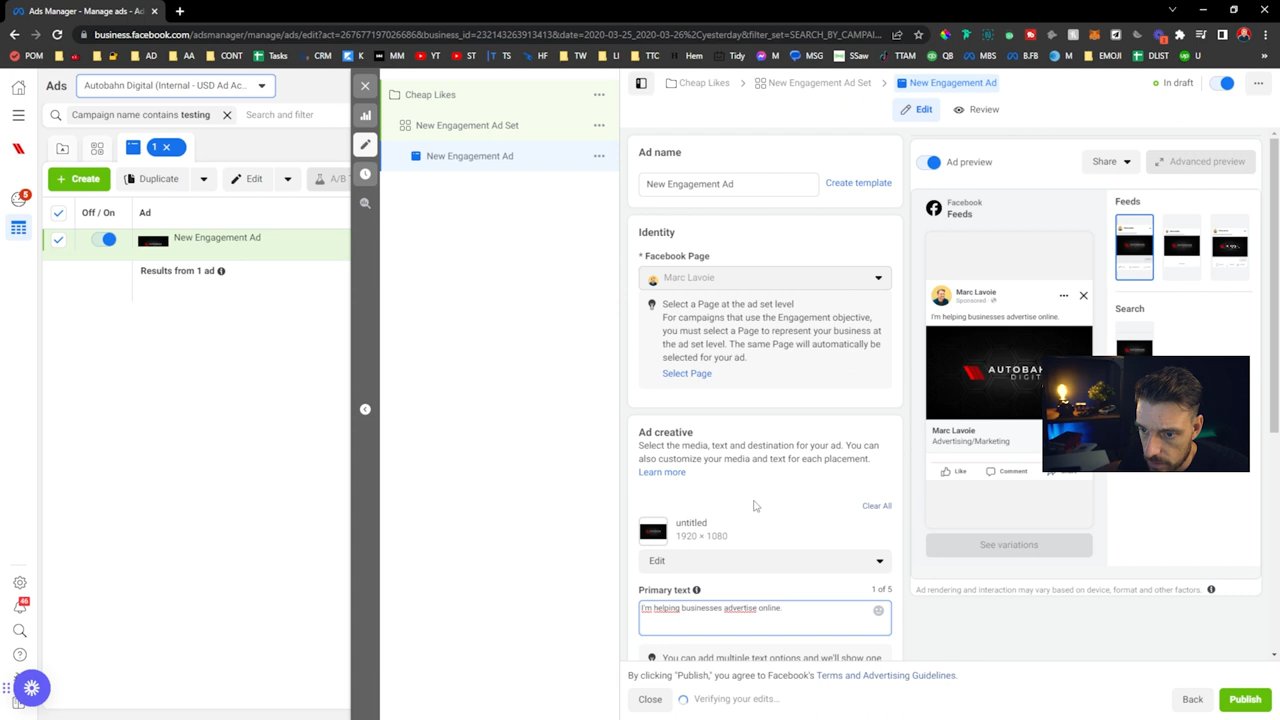 Ads Manager - Manage ads - Ad
business.facebook.com/adsmanager/manage/ads/edit?act=267677197026686&business_id=232143263913413&date=2020-03-25_2020-03-26%2Cyesterday&filter_set=SEARCH_BY_CAMPAI...
POM
AD
AA
CONT
Tasks
CRM
K
MM
YT
ST
TS
HF
TW
LI
TTC
Hem
Tidy
M
MSG
SSaw
TTAM
QG
MBS
B.FB
M
EMOJI
DLIST
U
Ads
Autobahn Digital (Internal - USD Ad Ac...
Campaign name contains testing
Search and filter
1
Create
Duplicate
Edit
A/B T
Off / On
Ad
New Engagement Ad
Results from 1 ad
5
46
Cheap Likes
New Engagement Ad Set
New Engagement Ad
Cheap Likes
New Engagement Ad Set
New Engagement Ad
In draft
Edit
Review
Ad name
New Engagement Ad
Create template
Identity
* Facebook Page
Marc Lavoie
Select a Page at the ad set level
For campaigns that use the Engagement objective,
you must select a Page to represent your business at
the ad set level. The same Page will automatically be
selected for your ad.
Select Page
Ad creative
Select the media, text and destination for your ad. You can
also customize your media and text for each placement.
Learn more
Clear All
untitled
1920 × 1080
Edit
Primary text
1 of 5
I'm helping businesses advertise online.
You can add multiple text options and we'll show one
Ad preview
Share
Advanced preview
Facebook
Feeds
Marc Lavoie
Sponsored
I'm helping businesses advertise online.
AUTOBAH
DIGIT
Marc Lavoie
Advertising/Marketing
Like
Comment
See variations
Feeds
Search
Ad rendering and interaction may vary based on device, format and other factors.
By clicking "Publish," you agree to Facebook's Terms and Advertising Guidelines.
Close
Verifying your edits...
Back
Publish